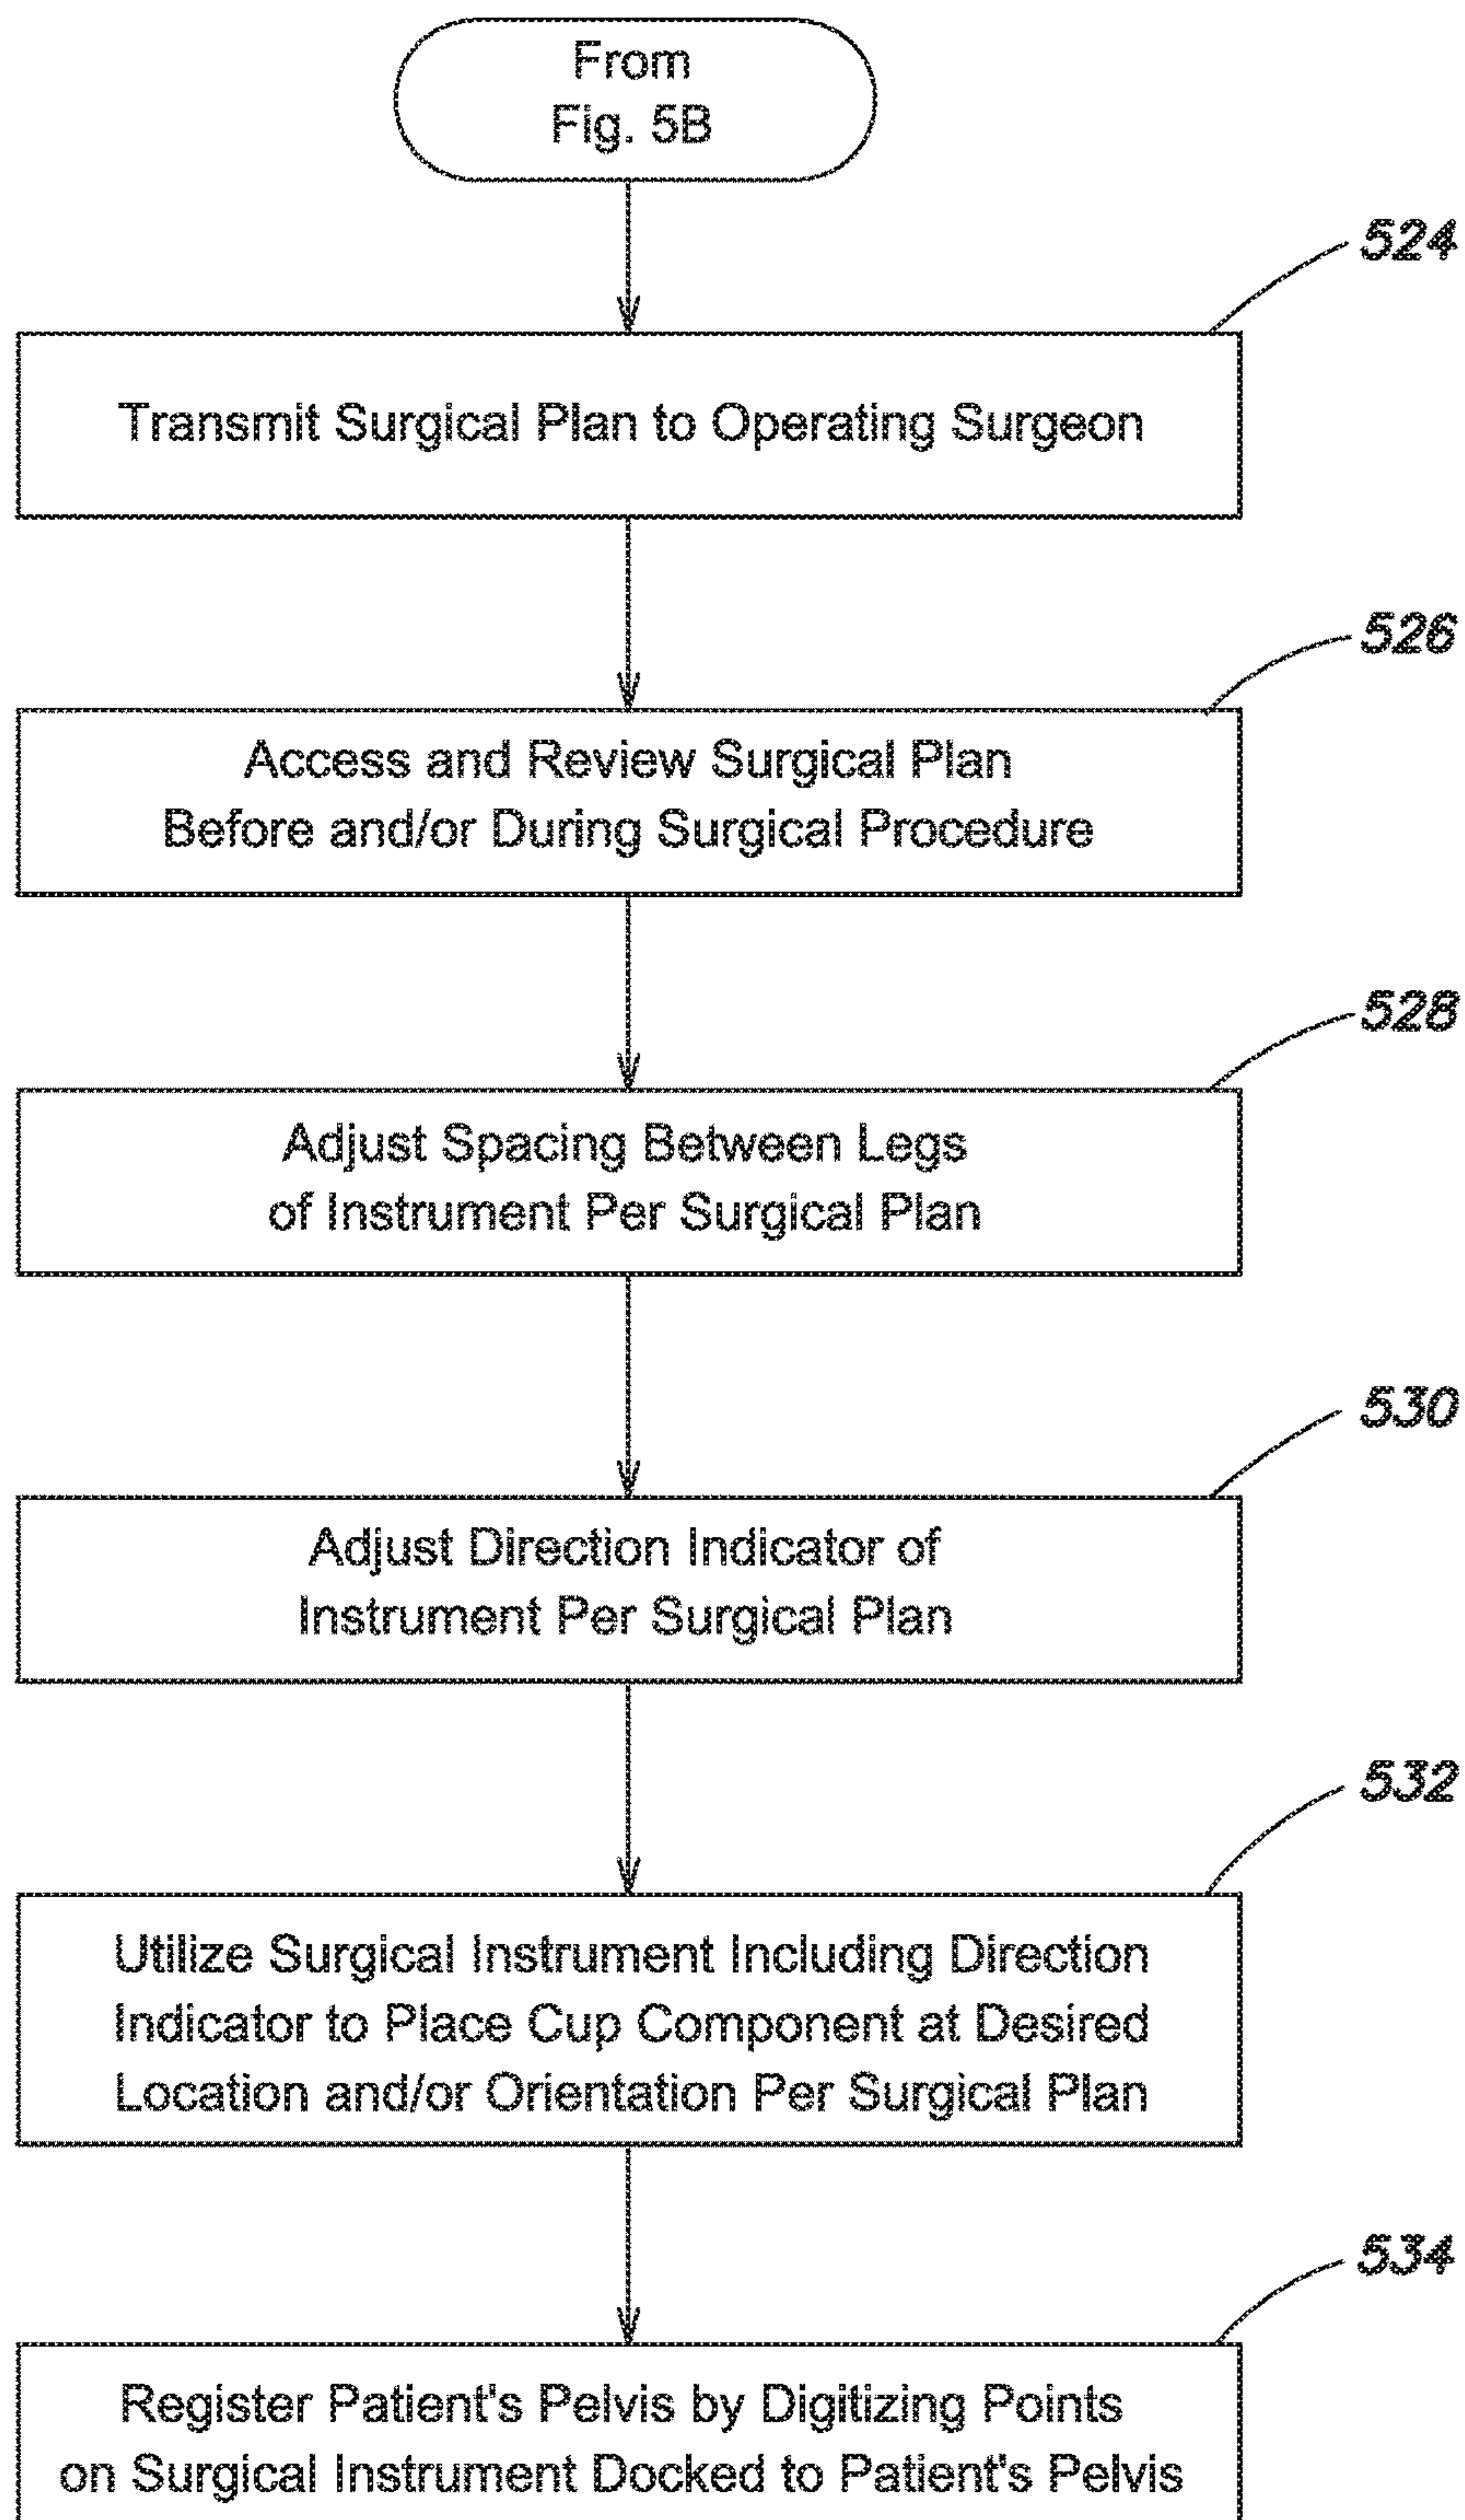 From
Fig. 5B
524
Transmit Surgical Plan to Operating Surgeon
526
Access and Review Surgical Plan
Before and/or During Surgical Procedure
528
Adjust Spacing Between Legs
of Instrument Per Surgical Plan
530
Adjust Direction Indicator of
Instrument Per Surgical Plan
532
Utilize Surgical Instrument Including Direction
Indicator to Place Cup Component at Desired
Location and/or Orientation Per Surgical Plan
534
Register Patient's Pelvis by Digitizing Points
on Surgical Instrument Docked to Patient's Pelvis